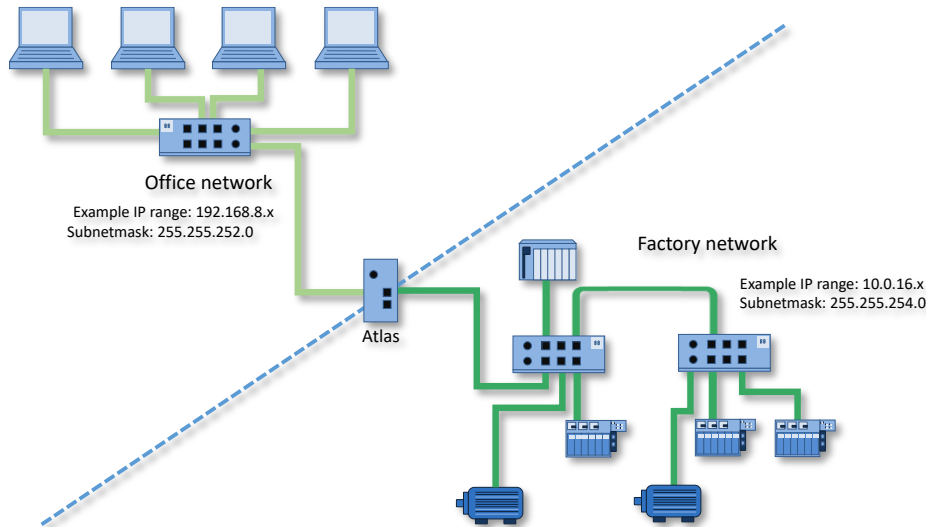 Office network
Example IP range: 192.168.8.x
Subnetmask: 255.255.252.0
Factory network
Example IP range: 10.0.16.x
Subnetmask: 255.255.254.0
Atlas